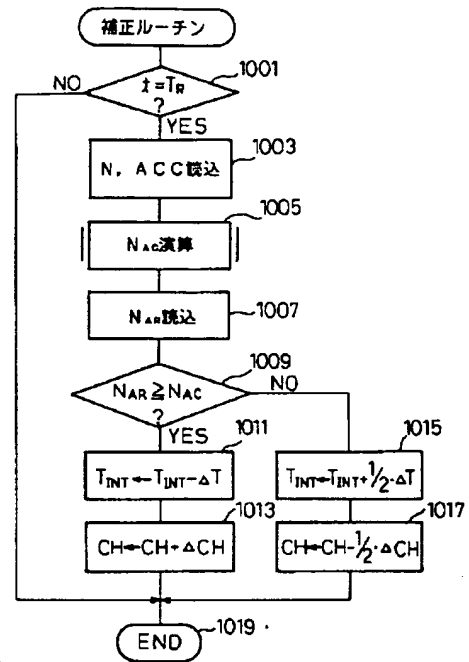 補正ルーチン
1001
t=TR
?
NO
YES
1003
N, ACC読込
1005
NAC演算
1007
NAR読込
1009
NAR≧NAC
?
NO
YES
1011
TINT←TINT-ΔT
1015
TINT←TINT+1/2・ΔT
1013
CH←CH+ΔCH
1017
CH←CH-1/2・ΔCH
END
1019